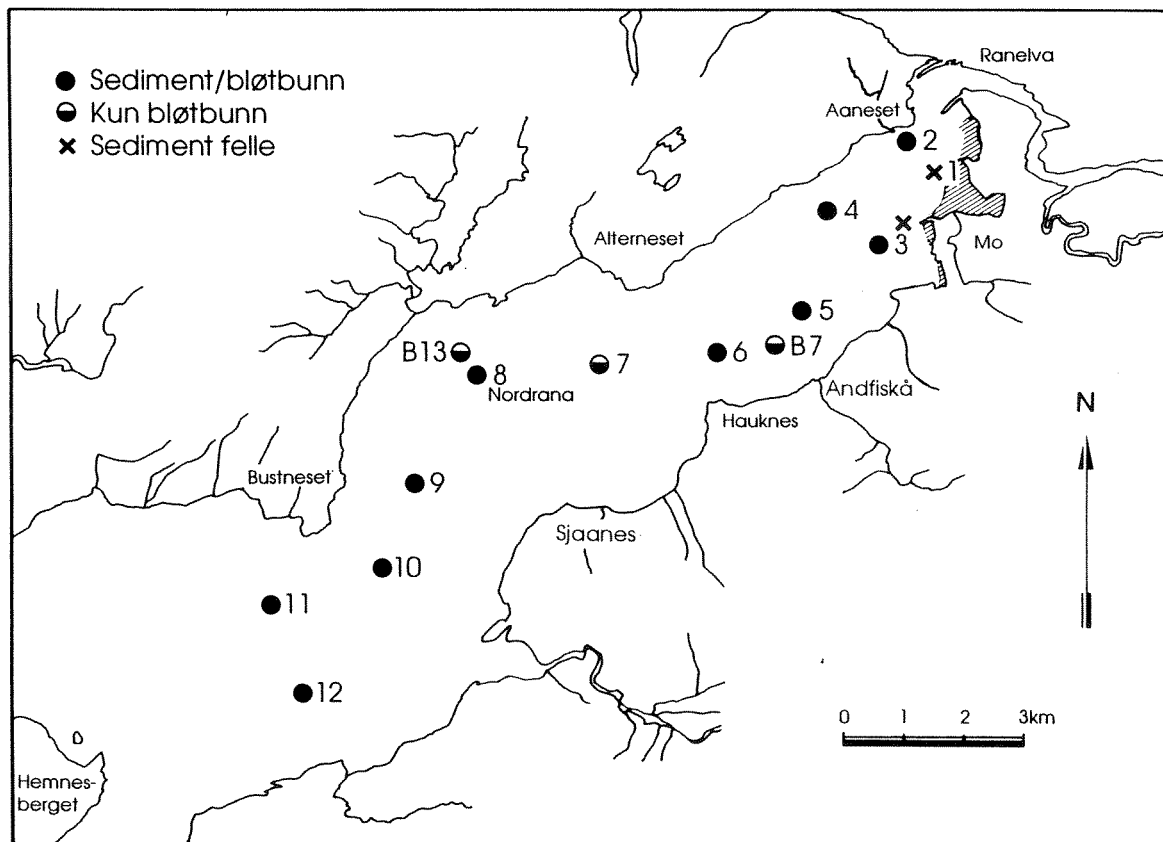 Sediment/bløtbunn
Kun bløtbunn
Sediment felle
Ranelva
Aaneset
2
1
4
3
Mo
Alterneset
5
B13
8
7
6
B7
Nordrana
Andfiskå
Hauknes
N
Bustneset
9
Sjaanes
10
11
12
0 1 2 3km
Hemnes-
berget